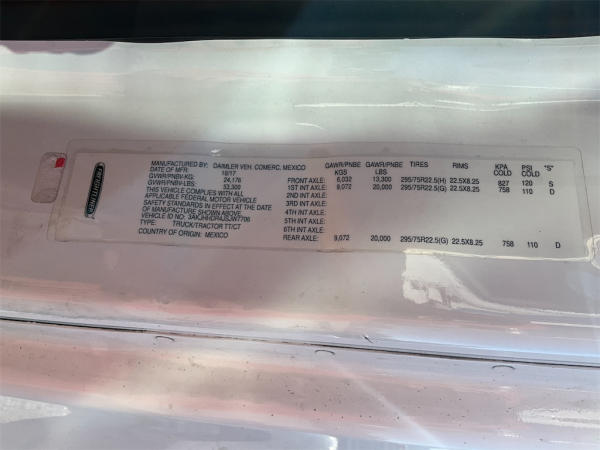 FREIGHTLINER
MANUFACTURED BY: DAIMLER VEH. COMERC, MEXICO
DATE OF MFR: 10/17
GVWR/PNBV-KG: 24,176
GVWR/PNBV-LBS: 53,300
THIS VEHICLE COMPLIES WITH ALL
APPLICABLE FEDERAL MOTOR VEHICLE
SAFETY STANDARDS IN EFFECT ON DATE
OF MANUFACTURE SHOWN ABOVE.
VEHICLE ID NO:
TYPE: TRUCK/TRACTOR TT/CT
COUNTRY OF ORIGIN: MEXICO
GAWR/PNBE GAWR/PNBE TIRES RIMS KPA PSI "S"
KGS LBS COLD COLD
FRONT AXLE: 6,032 13,300 295/75R22.5(H) 22.5X8.25 827 120 S
1ST INT AXLE: 9,072 20,000 295/75R22.5(G) 22.5X8.25 758 110 D
2ND INT AXLE:
3RD INT AXLE:
4TH INT AXLE:
5TH INT AXLE:
6TH INT AXLE:
REAR AXLE: 9,072 20,000 295/75R22.5(G) 22.5X8.25 758 110 D